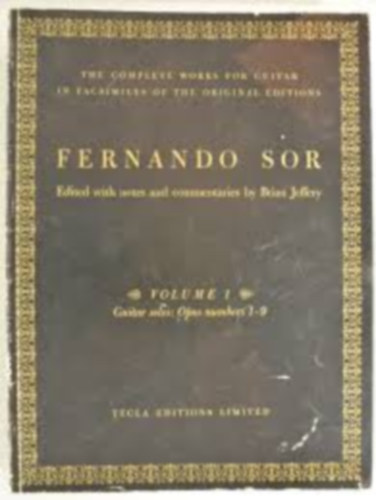 THE COMPLETE WORKS FOR GUITAR
IN FACSIMILES OF THE ORIGINAL EDITIONS
FERNANDO SOR
Edited with notes and commentaries by Brian Jeffery
VOLUME 1
Guitar solos: Opus numbers 1-9
TECLA EDITIONS LIMITED